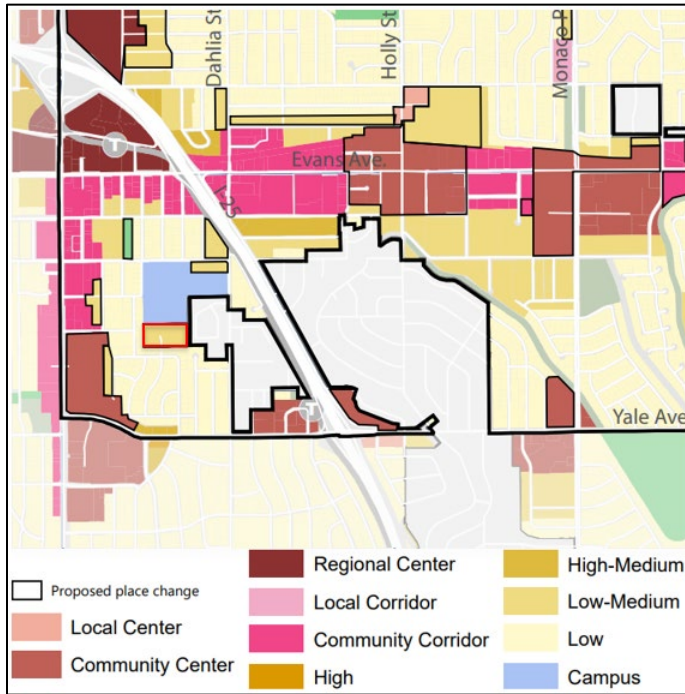 Dahlia St
Holly St
Monaco P
Evans Ave.
I-25
T
Yale Ave
Proposed place change
Local Center
Community Center
Regional Center
Local Corridor
Community Corridor
High
High-Medium
Low-Medium
Low
Campus